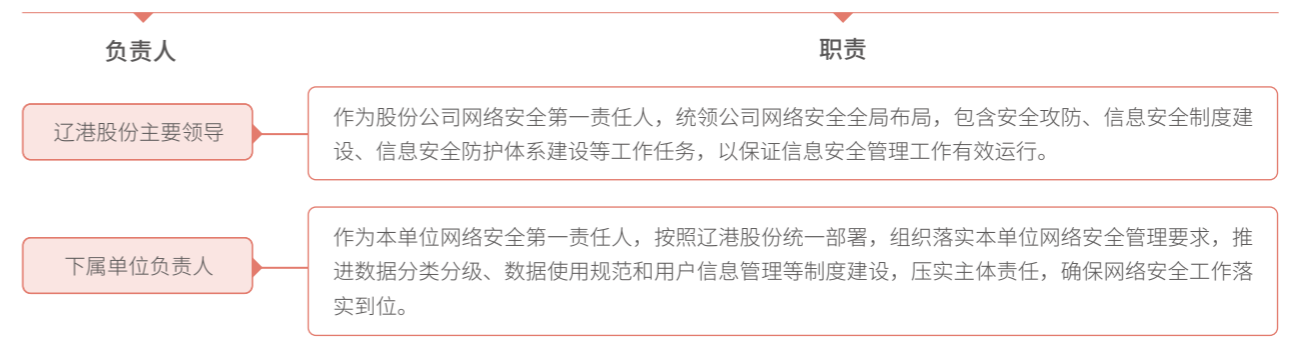 负责人
职责
辽港股份主要领导
作为股份公司网络安全第一责任人，统领公司网络安全全局布局，包含安全攻防、信息安全制度建
设、信息安全防护体系建设等工作任务，以保证信息安全管理工作有效运行。
下属单位负责人
作为本单位网络安全第一责任人，按照辽港股份统一部署，组织落实本单位网络安全管理要求，推
进数据分类分级、数据使用规范和用户信息管理等制度建设，压实主体责任，确保网络安全工作落
实到位。